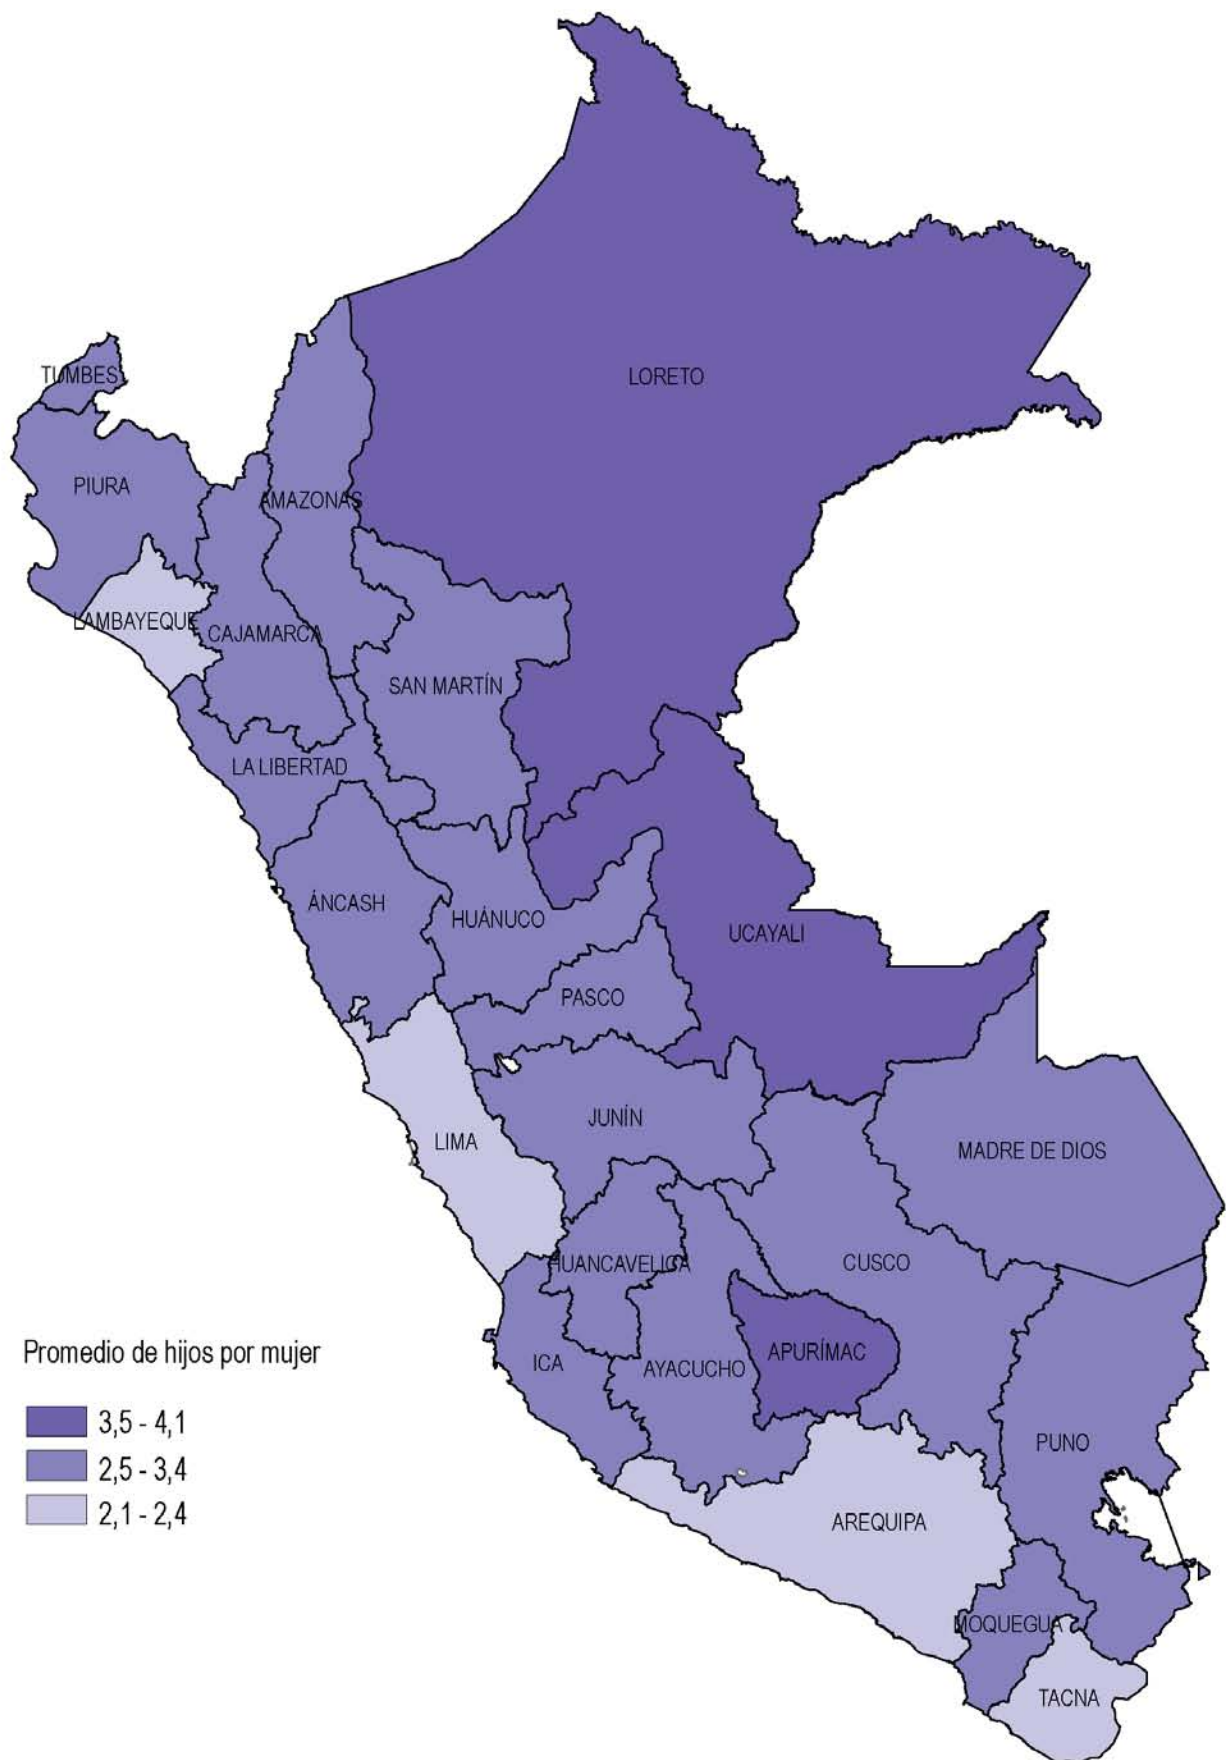 LORETO
TUMBES
PIURA
AMAZONAS
LAMBAYEQUE
CAJAMARCA
SAN MARTÍN
LA LIBERTAD
ÁNCASH
HUÁNUCO
UCAYALI
PASCO
JUNÍN
LIMA
MADRE DE DIOS
HUANCAVELICA
CUSCO
ICA
AYACUCHO
APURÍMAC
PUNO
AREQUIPA
MOQUEGUA
TACNA
Promedio de hijos por mujer
3,5 - 4,1
2,5 - 3,4
2,1 - 2,4